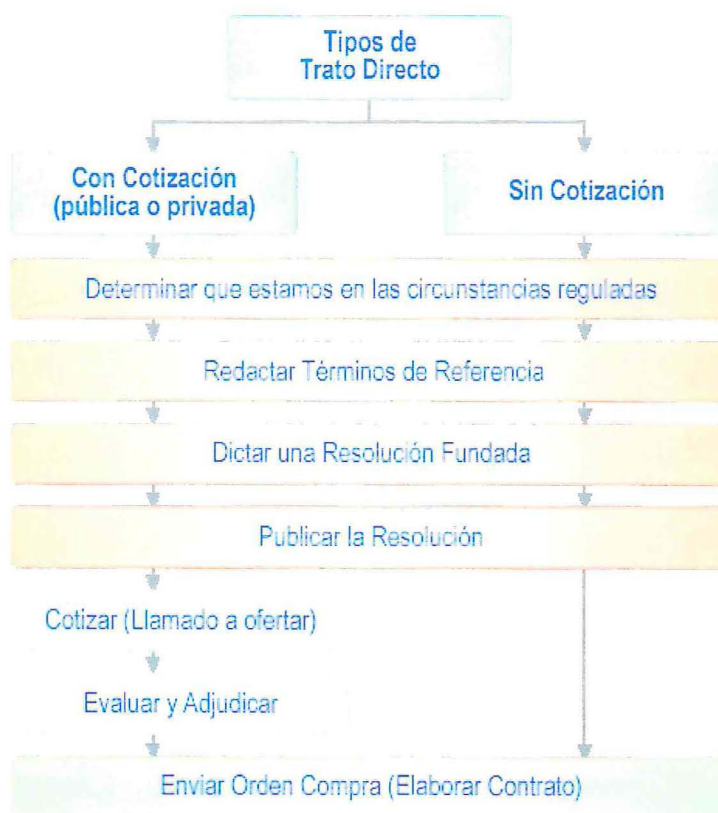 Tipos de
Trato Directo
Con Cotización
(pública o privada)
Sin Cotización
Determinar que estamos en las circunstancias reguladas
Redactar Términos de Referencia
Dictar una Resolución Fundada
Publicar la Resolución
Cotizar (Llamado a ofertar)
Evaluar y Adjudicar
Enviar Orden Compra (Elaborar Contrato)